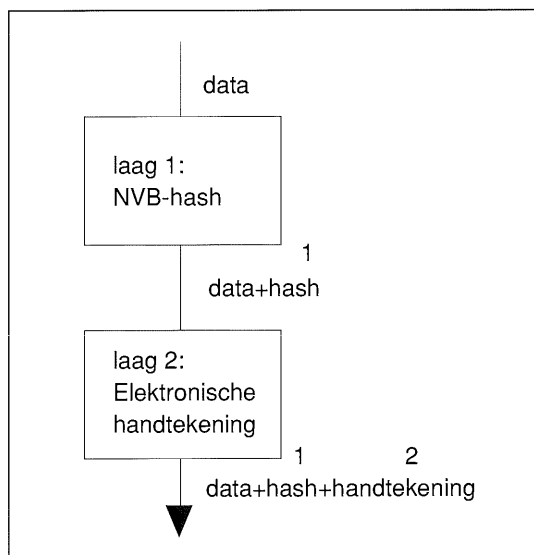 data
laag 1:
NVB-hash
1
data+hash
laag 2:
Elektronische
handtekening
1 2
data+hash+handtekening